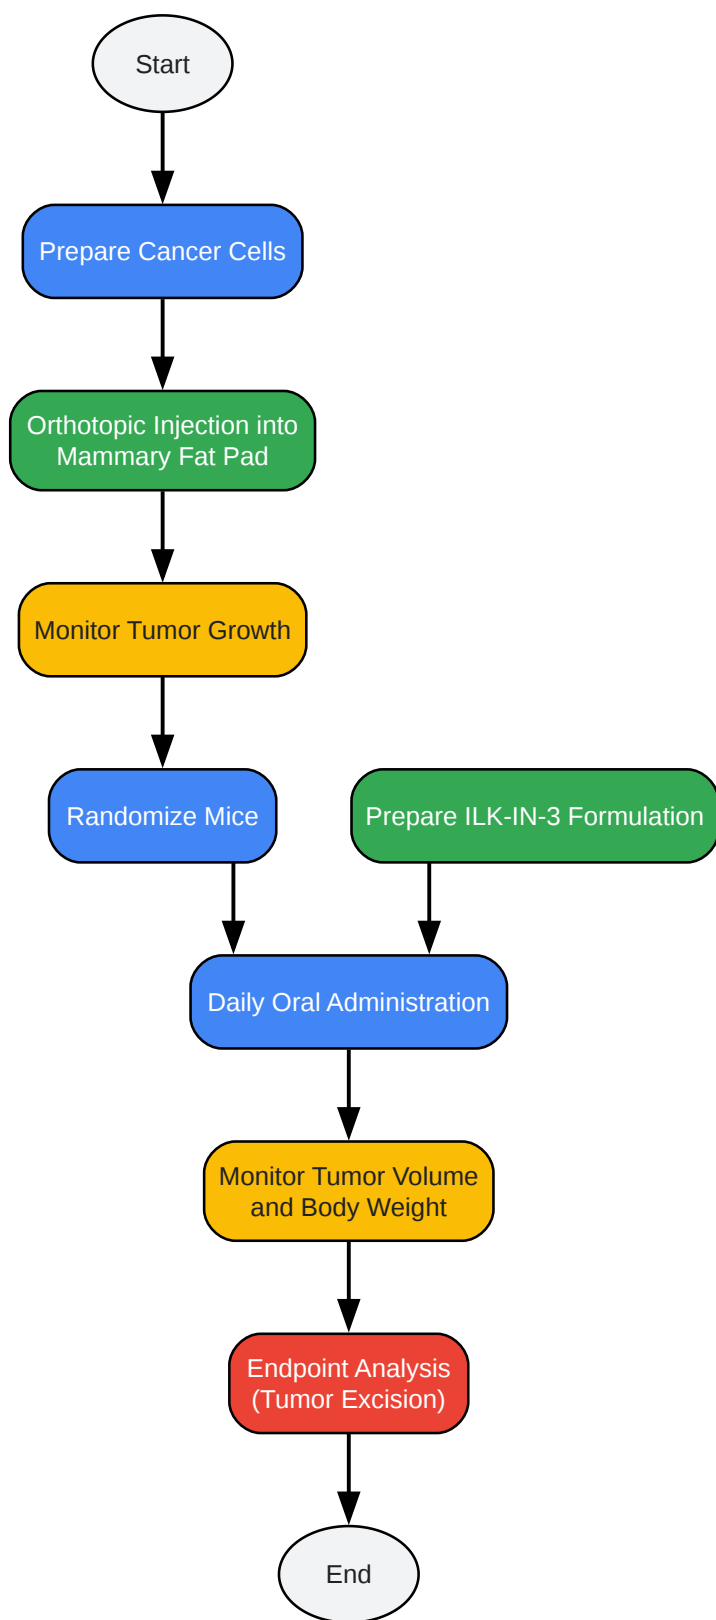 Start
Prepare Cancer Cells
Orthotopic Injection into
Mammary Fat Pad
Monitor Tumor Growth
Randomize Mice
Prepare ILK-IN-3 Formulation
Daily Oral Administration
Monitor Tumor Volume
and Body Weight
Endpoint Analysis
(Tumor Excision)
End